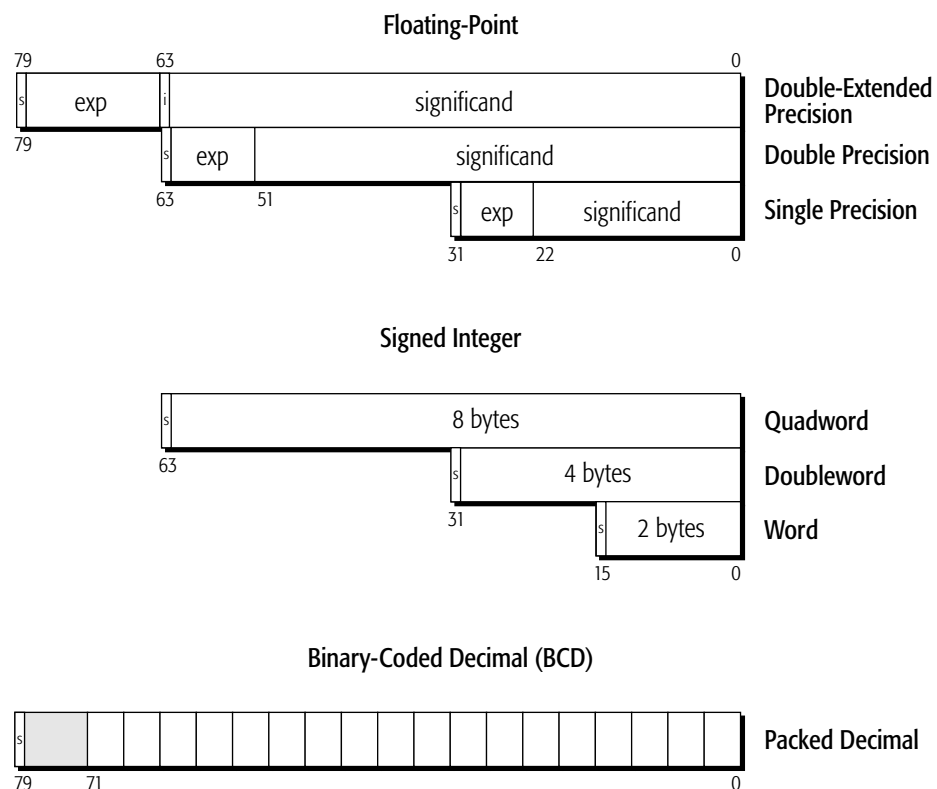 Floating-Point
79 63 0
s exp i significand Double-Extended
Precision
79
s exp significand Double Precision
63 51
s exp significand Single Precision
31 22 0
Signed Integer
s 8 bytes Quadword
63
s 4 bytes Doubleword
31
s 2 bytes Word
15 0
Binary-Coded Decimal (BCD)
s Packed Decimal
79 71 0